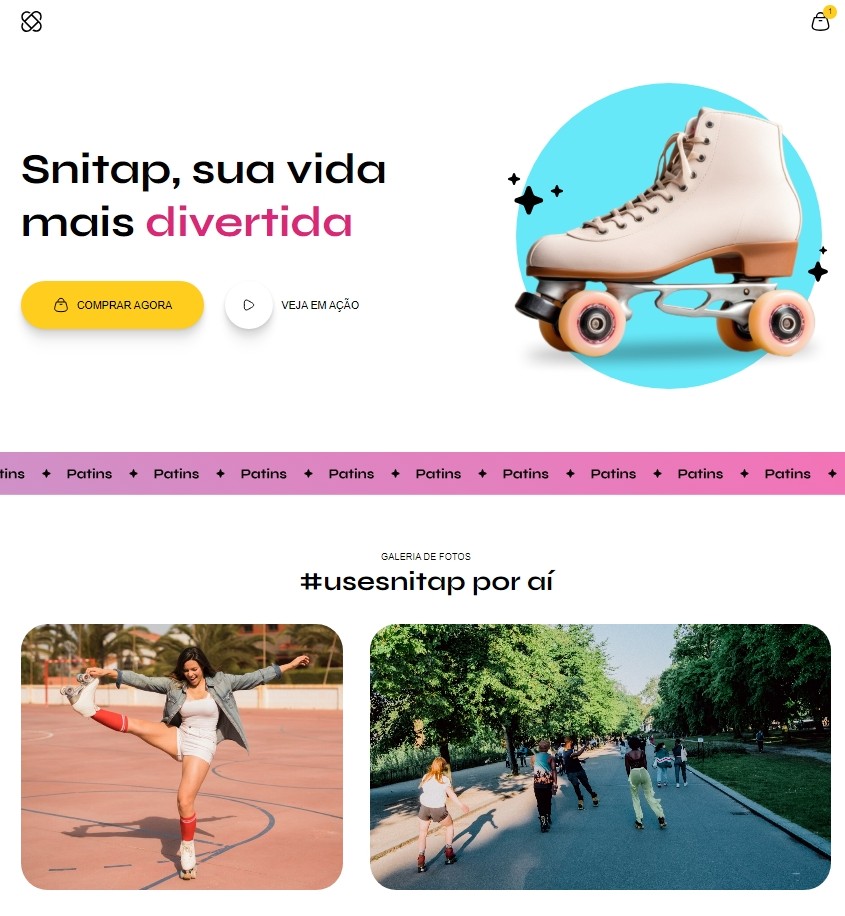 1
Snitap, sua vida
mais divertida
COMPRAR AGORA
VEJA EM AÇÃO
tins ✦ Patins ✦ Patins ✦ Patins ✦ Patins ✦ Patins ✦ Patins ✦ Patins ✦ Patins ✦ Patins ✦
GALERIA DE FOTOS
#usesnitap por aí